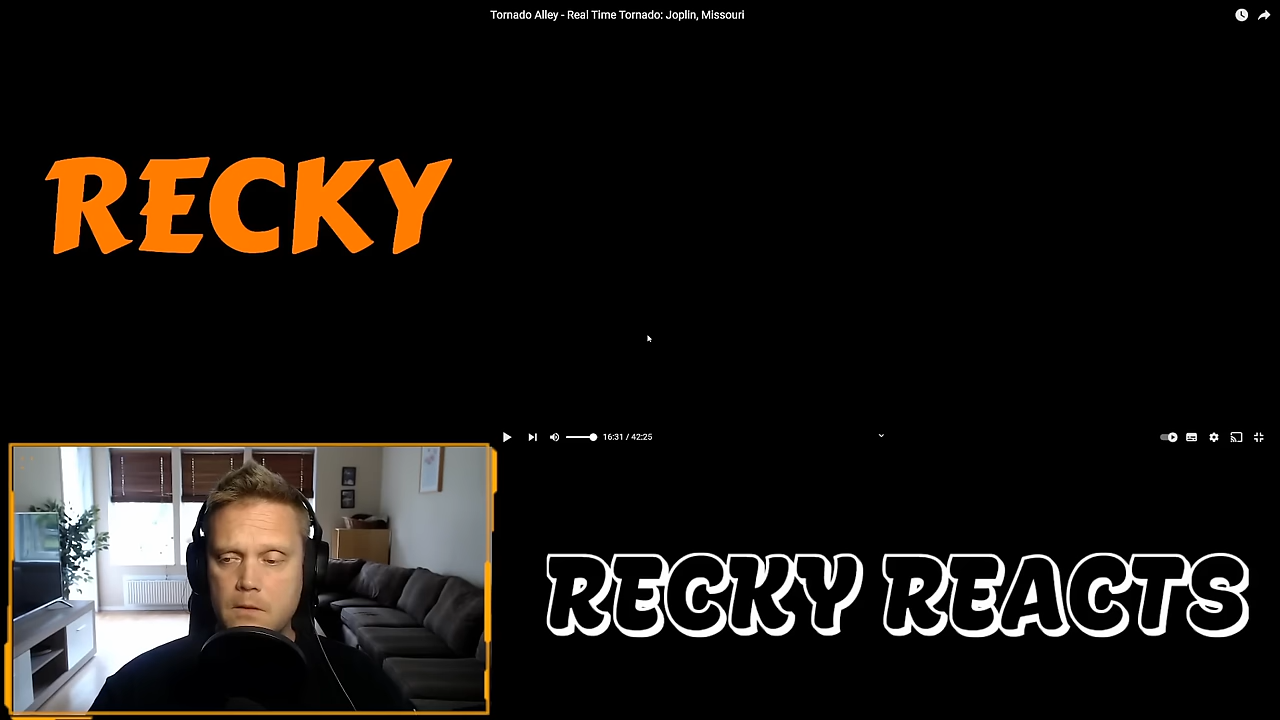 Tornado Alley - Real Time Tornado: Joplin, Missouri
RECKY
16:31 / 42:25
RECKY REACTS